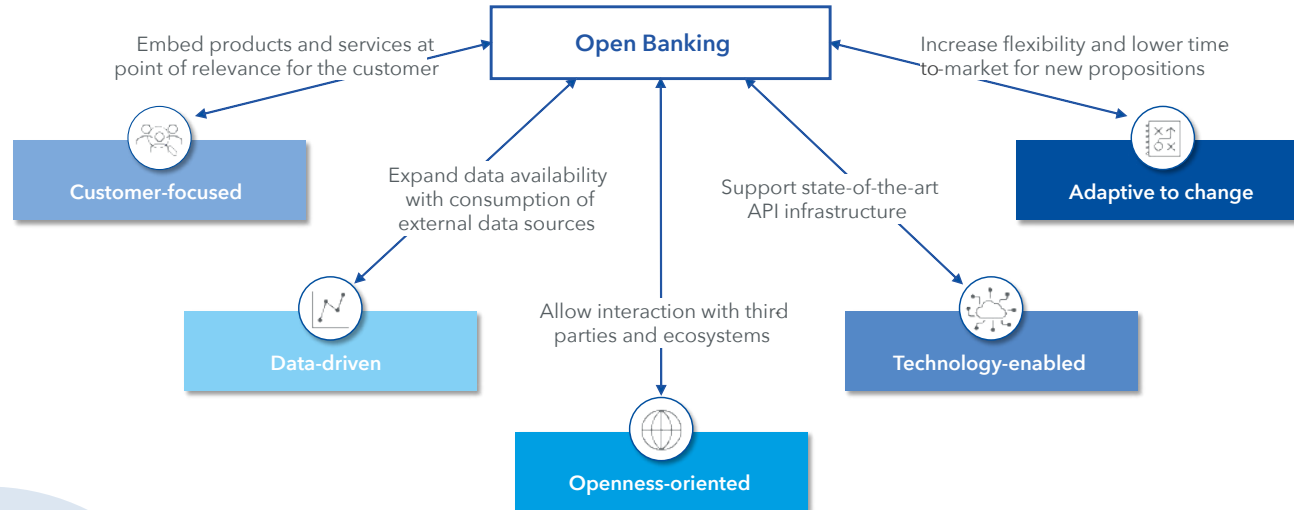 Open Banking
Embed products and services at
point of relevance for the customer
Increase flexibility and lower time
to-market for new propositions
Customer-focused
Adaptive to change
Expand data availability
with consumption of
external data sources
Support state-of-the-art
API infrastructure
Data-driven
Allow interaction with third
parties and ecosystems
Technology-enabled
Openness-oriented